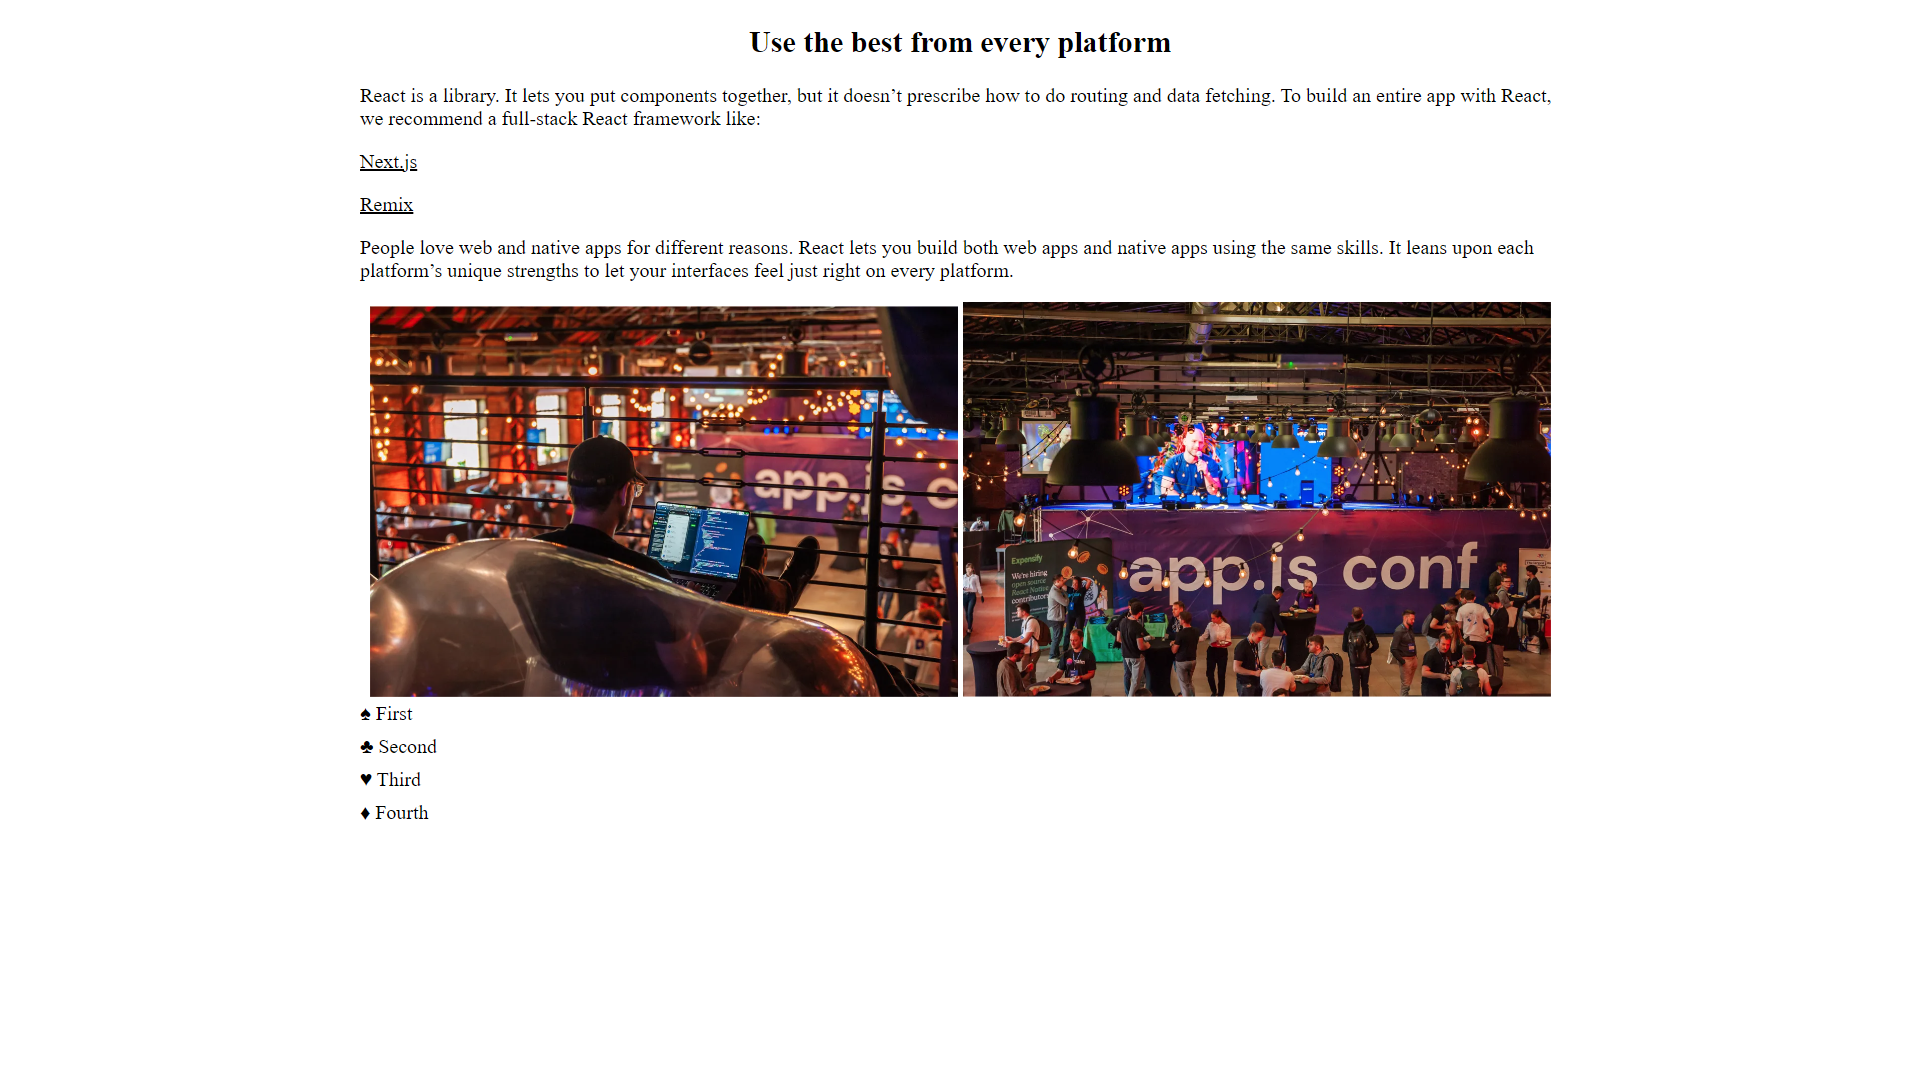 Use the best from every platform
React is a library. It lets you put components together, but it doesn’t prescribe how to do routing and data fetching. To build an entire app with React,
we recommend a full-stack React framework like:
Next.js
Remix
People love web and native apps for different reasons. React lets you build both web apps and native apps using the same skills. It leans upon each
platform’s unique strengths to let your interfaces feel just right on every platform.
app.js c
Expensify
We're hiring
open source
React Native
contributors
app.js conf
♠ First
♣ Second
♥ Third
♦ Fourth